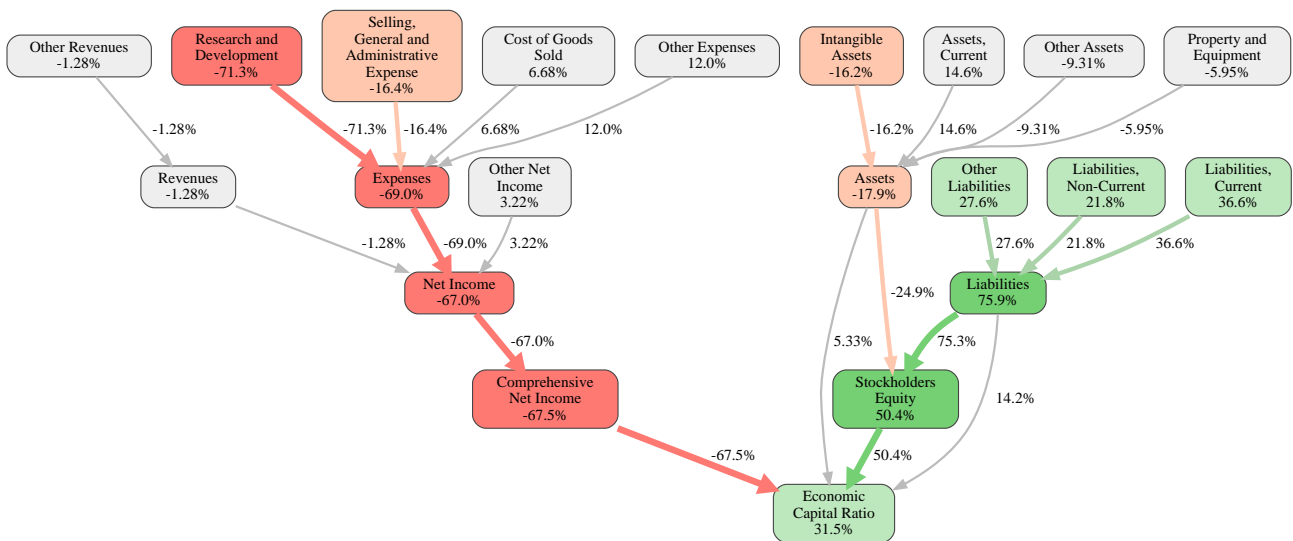 Other Revenues
-1.28%
Research and
Development
-71.3%
Selling,
General and
Administrative
Expense
-16.4%
Cost of Goods
Sold
6.68%
Other Expenses
12.0%
Intangible
Assets
-16.2%
Assets,
Current
14.6%
Other Assets
-9.31%
Property and
Equipment
-5.95%
-1.28%
-71.3%
-16.4%
6.68%
12.0%
-16.2%
14.6%
-9.31%
-5.95%
Revenues
-1.28%
Expenses
-69.0%
Other Net
Income
3.22%
Assets
-17.9%
Other
Liabilities
27.6%
Liabilities,
Non-Current
21.8%
Liabilities,
Current
36.6%
-1.28%
-69.0%
3.22%
27.6%
21.8%
36.6%
Net Income
-67.0%
-24.9%
Liabilities
75.9%
-67.0%
5.33%
75.3%
Comprehensive
Net Income
-67.5%
Stockholders
Equity
50.4%
14.2%
-67.5%
50.4%
Economic
Capital Ratio
31.5%